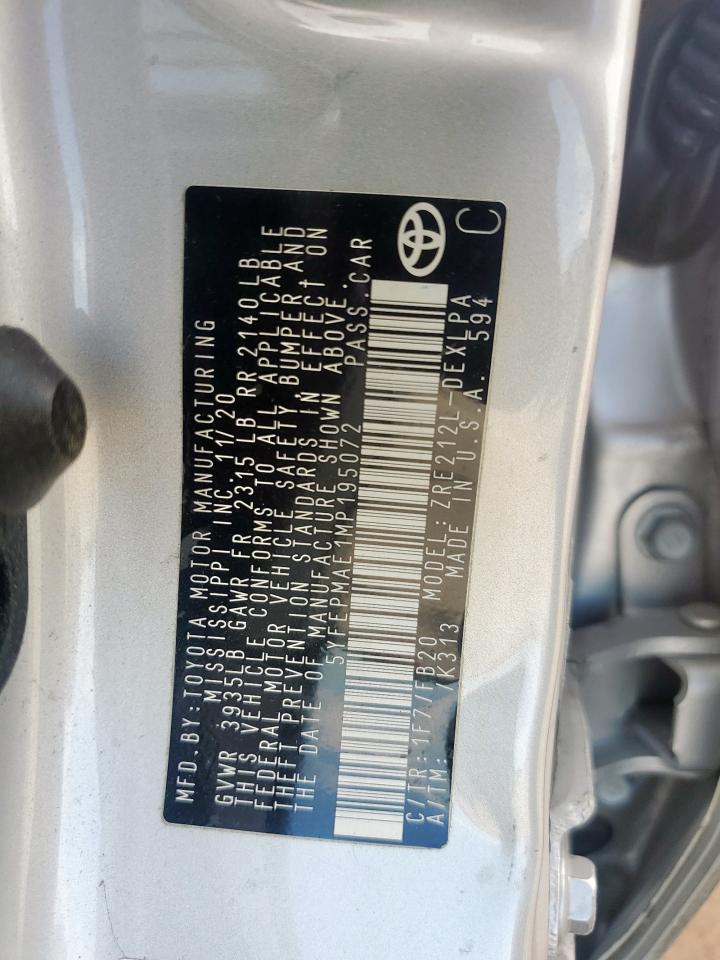 MFD BY:TOYOTA MOTOR MANUFACTURING
MISSISSIPPI INC. 11/20
GVWR 3935LB GAWR FR 2315 LB RR 2140LB
THIS VEHICLE CONFORMS TO ALL APPLICABLE
FEDERAL MOTOR VEHICLE SAFETY BUMPER AND
THEFT PREVENTION STANDARDS IN EFFECT ON
THE DATE OF MANUFACTURE SHOWN ABOVE.
5YFEPMAE1MP195072 PASS.CAR
C/TR: 1F7/FB20 MODEL: ZRE212L-DEXLPA
A/TM: /K313 MADE IN U.S.A. 594
C